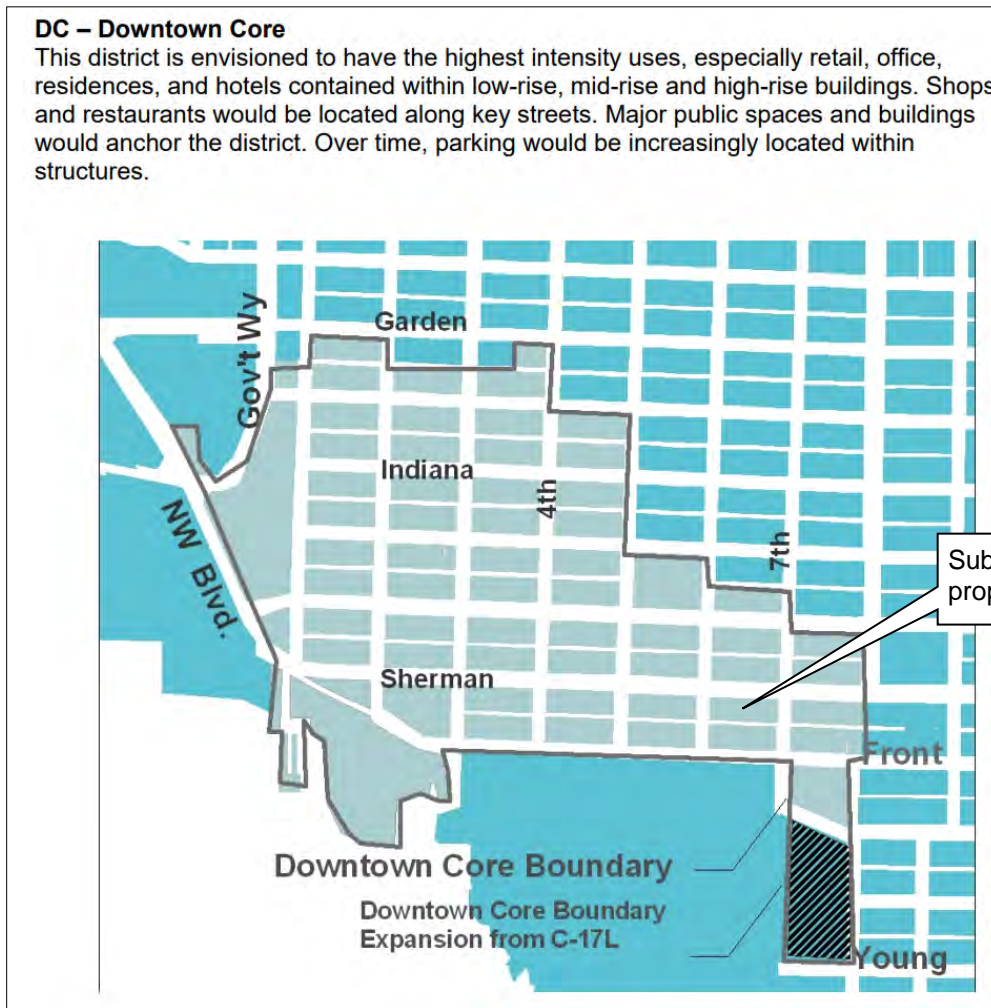 DC – Downtown Core
This district is envisioned to have the highest intensity uses, especially retail, office,
residences, and hotels contained within low-rise, mid-rise and high-rise buildings. Shops
and restaurants would be located along key streets. Major public spaces and buildings
would anchor the district. Over time, parking would be increasingly located within
structures.
Garden
Gov't Wy
Indiana
4th
NW Blvd.
7th
Sub
prop
Sherman
Front
Downtown Core Boundary
Downtown Core Boundary
Expansion from C-17L
Young